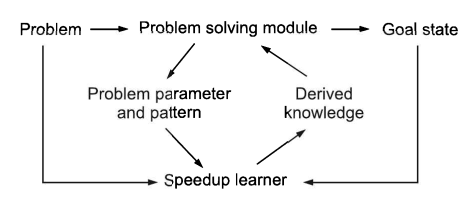 Problem
Problem solving module
Goal state
Problem parameter
and pattern
Derived
knowledge
Speedup learner